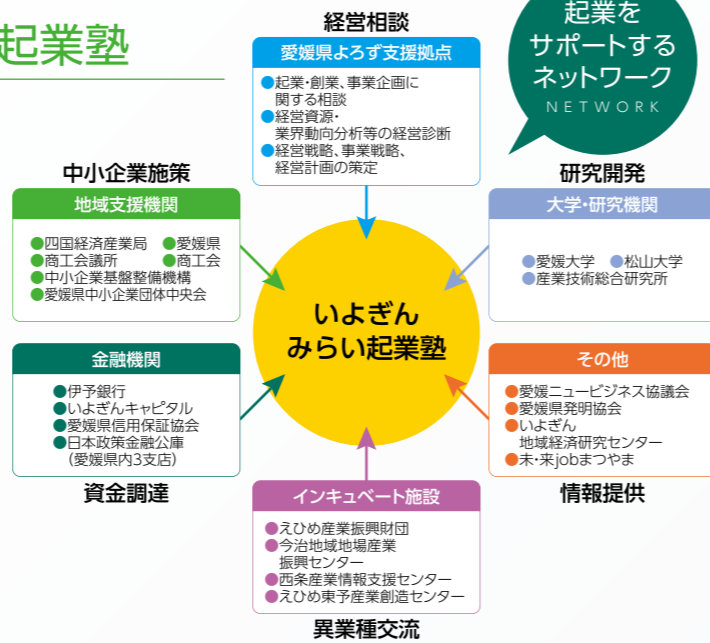 起業塾
起業を
サポートする
ネットワーク
NETWORK
経営相談
愛媛県よろず支援拠点
●起業・創業、事業企画に
関する相談
●経営資源・
業界動向分析等の経営診断
●経営戦略、事業戦略、
経営計画の策定
中小企業施策
地域支援機関
●四国経済産業局 ●愛媛県
●商工会議所 ●商工会
●中小企業基盤整備機構
●愛媛県中小企業団体中央会
研究開発
大学・研究機関
●愛媛大学 ●松山大学
●産業技術総合研究所
いよぎん
みらい起業塾
金融機関
●伊予銀行
●いよぎんキャピタル
●愛媛県信用保証協会
●日本政策金融公庫
(愛媛県内3支店)
資金調達
その他
●愛媛ニュービジネス協議会
●愛媛県発明協会
●いよぎん
地域経済研究センター
●未・来jobまつやま
情報提供
インキュベート施設
●えひめ産業振興財団
●今治地域地場産業
振興センター
●西条産業情報支援センター
●えひめ東予産業創造センター
異業種交流